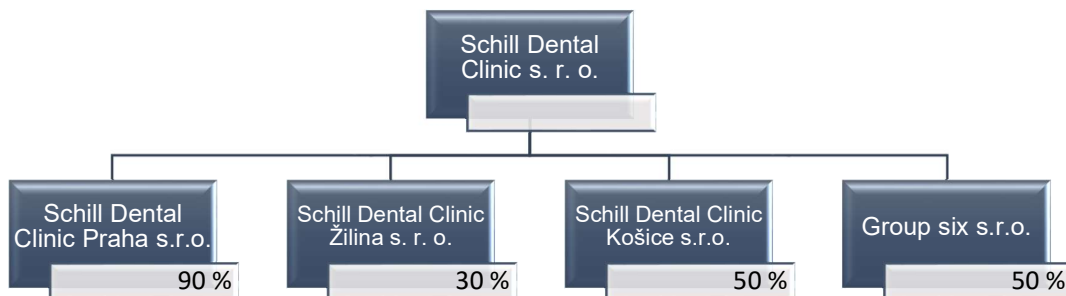 Schill Dental
Clinic s. r. o.
Schill Dental
Clinic Praha s.r.o.
90 %
Schill Dental Clinic
Žilina s. r. o.
30 %
Schill Dental Clinic
Košice s.r.o.
50 %
Group six s.r.o.
50 %